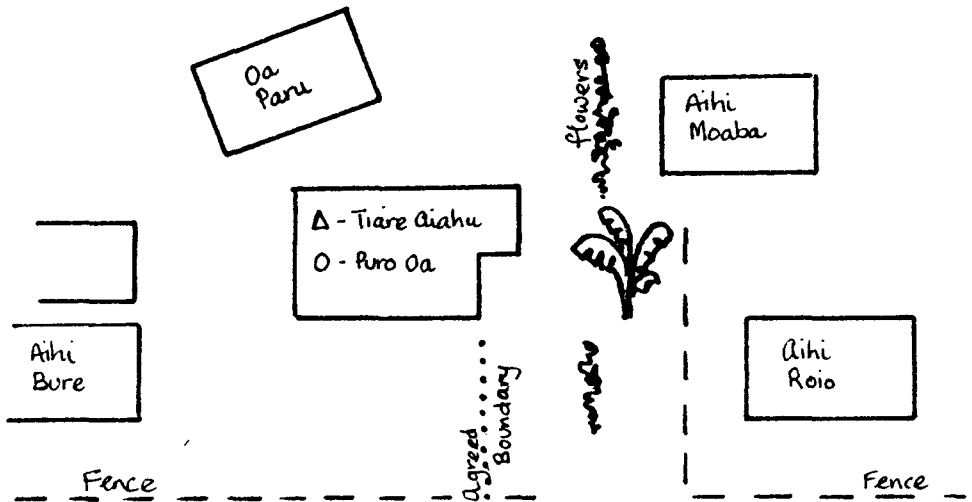 Oa
Paru
flowers
Aihi
Moaba
Δ - Tiare Aiahu
O - Puro Oa
Aihi
Bure
Aihi
Roio
Agreed
Boundary
Fence
Fence